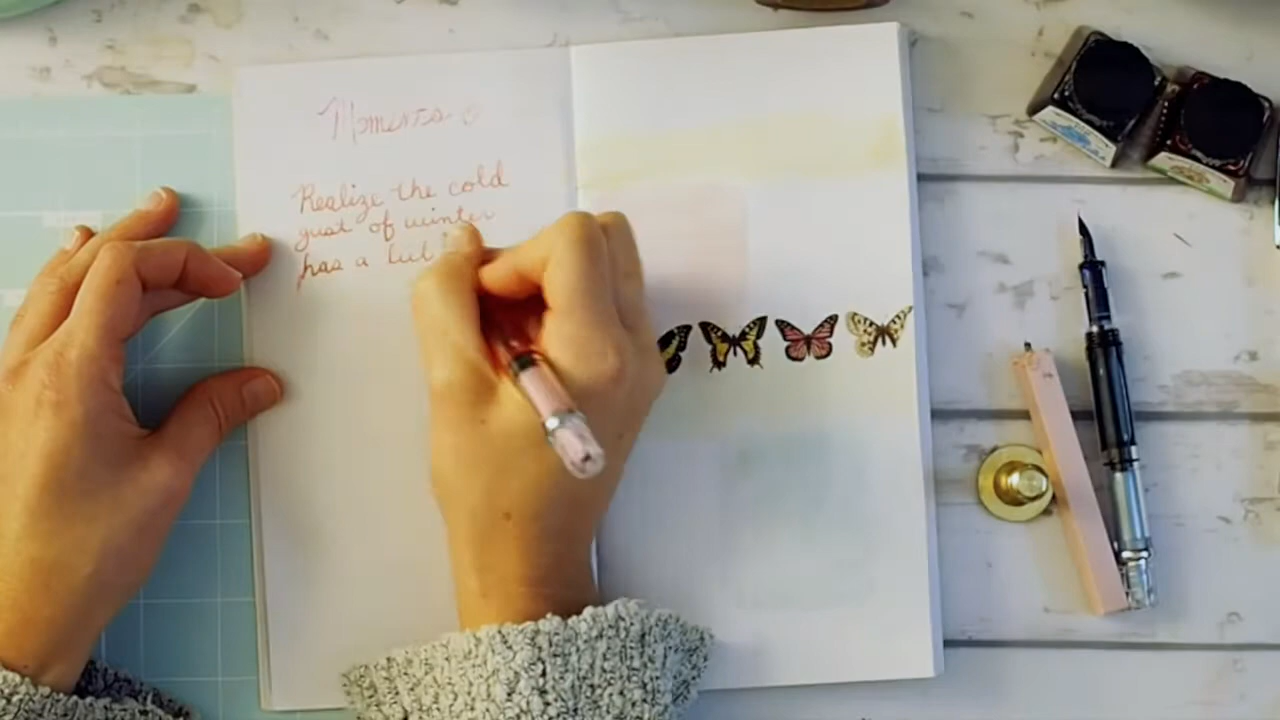 Moments
Realize the cold
gust of winter
has a